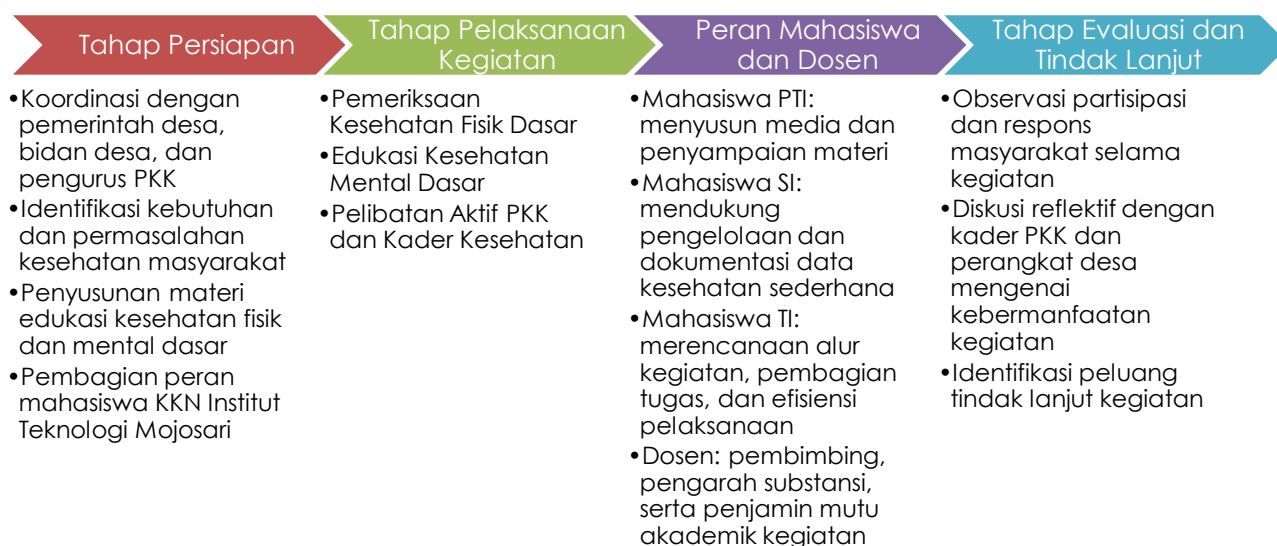 Tahap Persiapan
•Koordinasi dengan
pemerintah desa,
bidan desa, dan
pengurus PKK
•Identifikasi kebutuhan
dan permasalahan
kesehatan masyarakat
•Penyusunan materi
edukasi kesehatan fisik
dan mental dasar
•Pembagian peran
mahasiswa KKN Institut
Teknologi Mojosari
Tahap Pelaksanaan
Kegiatan
•Pemeriksaan
Kesehatan Fisik Dasar
•Edukasi Kesehatan
Mental Dasar
•Pelibatan Aktif PKK
dan Kader Kesehatan
Peran Mahasiswa
dan Dosen
•Mahasiswa PTI:
menyusun media dan
penyampaian materi
•Mahasiswa SI:
mendukung
pengelolaan dan
dokumentasi data
kesehatan sederhana
•Mahasiswa TI:
merencanaan alur
kegiatan, pembagian
tugas, dan efisiensi
pelaksanaan
•Dosen: pembimbing,
pengarah substansi,
serta penjamin mutu
akademik kegiatan
Tahap Evaluasi dan
Tindak Lanjut
•Observasi partisipasi
dan respons
masyarakat selama
kegiatan
•Diskusi reflektif dengan
kader PKK dan
perangkat desa
mengenai
kebermanfaatan
kegiatan
•Identifikasi peluang
tindak lanjut kegiatan